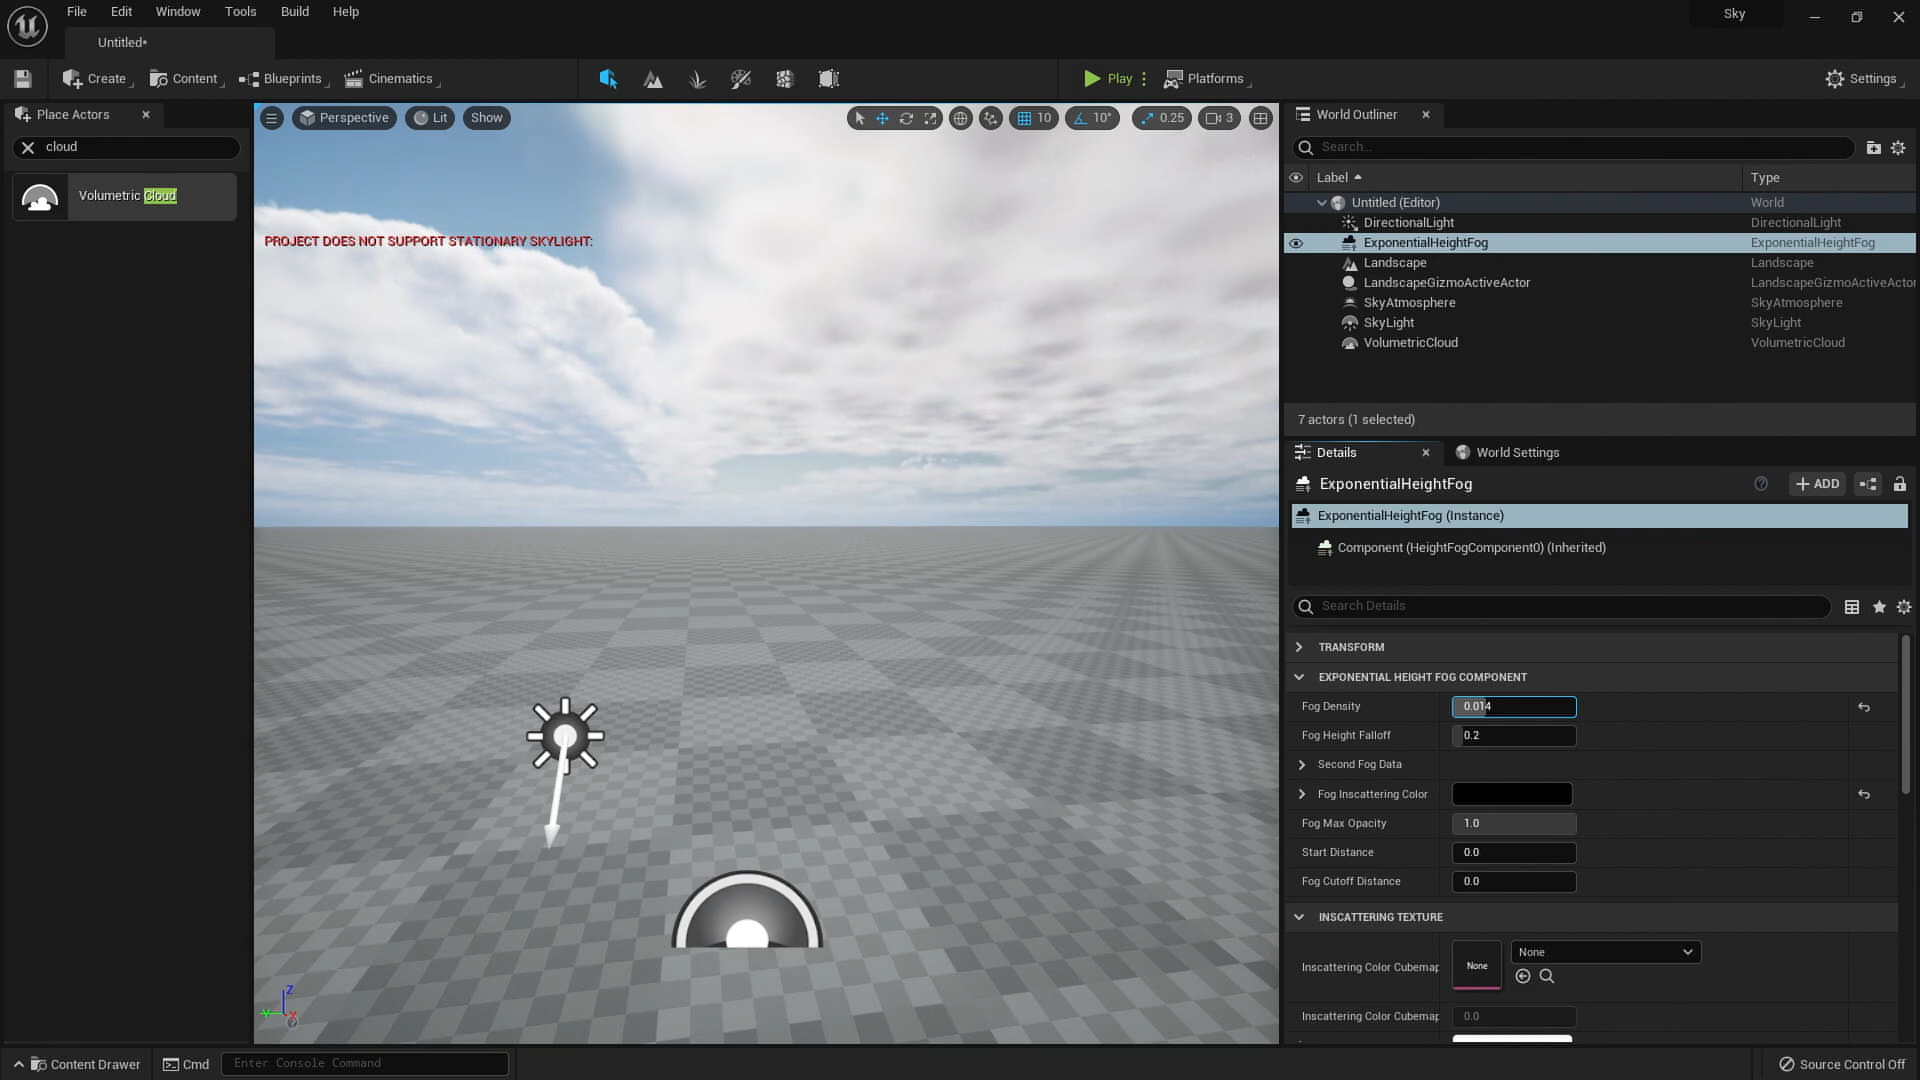 File Edit Window Tools Build Help
Sky
Untitled*
Create Content Blueprints Cinematics Play Platforms Settings
Place Actors
cloud
Volumetric Cloud
Perspective Lit Show 10 10° 0.25 3
PROJECT DOES NOT SUPPORT STATIONARY SKYLIGHT:
Z
Y
X
World Outliner
Search...
Label Type
Untitled (Editor) World
DirectionalLight DirectionalLight
ExponentialHeightFog ExponentialHeightFog
Landscape Landscape
LandscapeGizmoActiveActor LandscapeGizmoActiveActor
SkyAtmosphere SkyAtmosphere
SkyLight SkyLight
VolumetricCloud VolumetricCloud
7 actors (1 selected)
Details World Settings
ExponentialHeightFog + ADD
ExponentialHeightFog (Instance)
Component (HeightFogComponent0) (Inherited)
Search Details
TRANSFORM
EXPONENTIAL HEIGHT FOG COMPONENT
Fog Density 0.014
Fog Height Falloff 0.2
Second Fog Data
Fog Inscattering Color
Fog Max Opacity 1.0
Start Distance 0.0
Fog Cutoff Distance 0.0
INSCATTERING TEXTURE
Inscattering Color Cubemap None None
Inscattering Color Cubemap 0.0
Content Drawer Cmd Enter Console Command Source Control Off